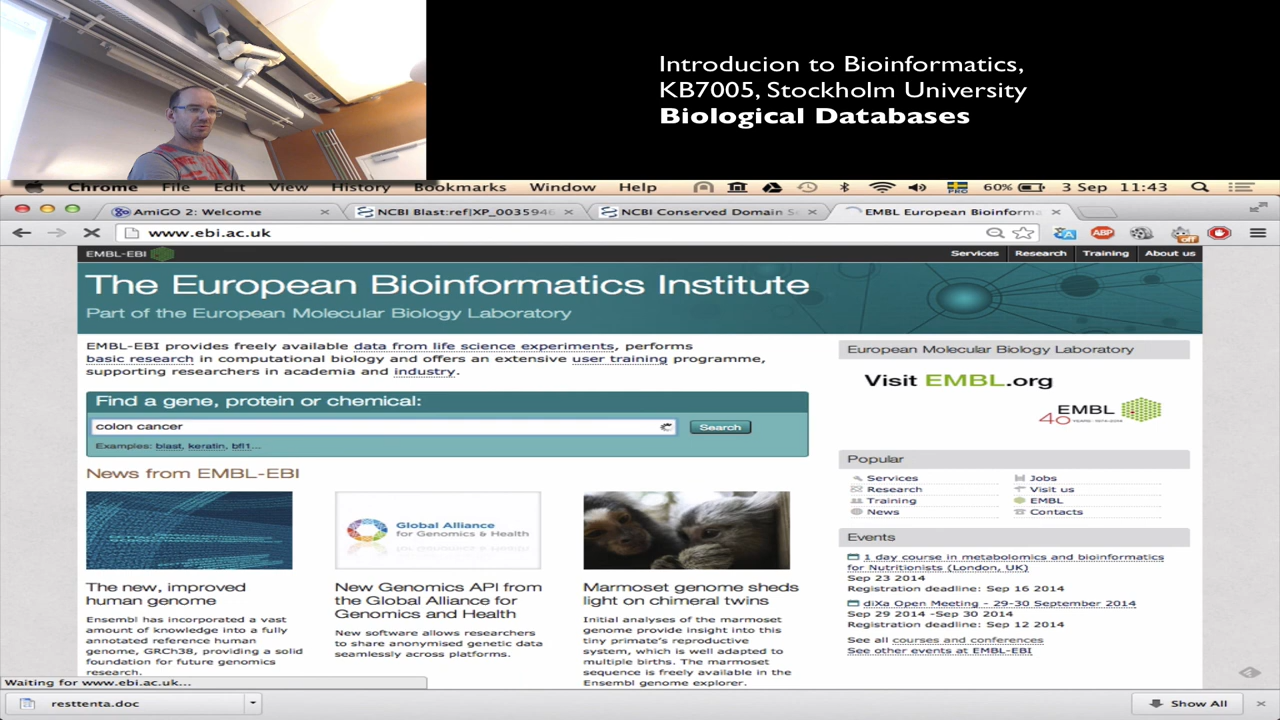 Introducion to Bioinformatics,
KB7005, Stockholm University
Biological Databases
Chrome File Edit View History Bookmarks Window Help 60% 3 Sep 11:43
AmiGO 2: Welcome
NCBI Blast:ref|XP_0035946
NCBI Conserved Domain Se
EMBL European Bioinforma
www.ebi.ac.uk
ABP
off
EMBL-EBI
Services Research Training About us
The European Bioinformatics Institute
Part of the European Molecular Biology Laboratory
EMBL-EBI provides freely available data from life science experiments, performs
basic research in computational biology and offers an extensive user training programme,
supporting researchers in academia and industry.
Find a gene, protein or chemical:
colon cancer
Search
Examples: blast, keratin, bfl1...
News from EMBL-EBI
Global Alliance
for Genomics & Health
The new, improved
human genome
Ensembl has incorporated a vast
amount of knowledge into a fully
annotated reference human
genome, GRCh38, providing a solid
foundation for future genomics
research.
New Genomics API from
the Global Alliance for
Genomics and Health
New software allows researchers
to share anonymised genetic data
seamlessly across platforms.
Marmoset genome sheds
light on chimeral twins
Initial analyses of the marmoset
genome provide insight into this
tiny primate's reproductive
system, which is well adapted to
multiple births. The marmoset
sequence is freely available in the
Ensembl genome explorer.
European Molecular Biology Laboratory
Visit EMBL.org
40 EMBL
Popular
Services
Research
Training
News
Jobs
Visit us
EMBL
Contacts
Events
1 day course in metabolomics and bioinformatics
for Nutritionists (London, UK)
Sep 23 2014
Registration deadline: Sep 16 2014
diXa Open Meeting - 29-30 September 2014
Sep 29 2014 -Sep 30 2014
Registration deadline: Sep 12 2014
See all courses and conferences
See other events at EMBL-EBI
Waiting for www.ebi.ac.uk...
resttenta.doc
Show All